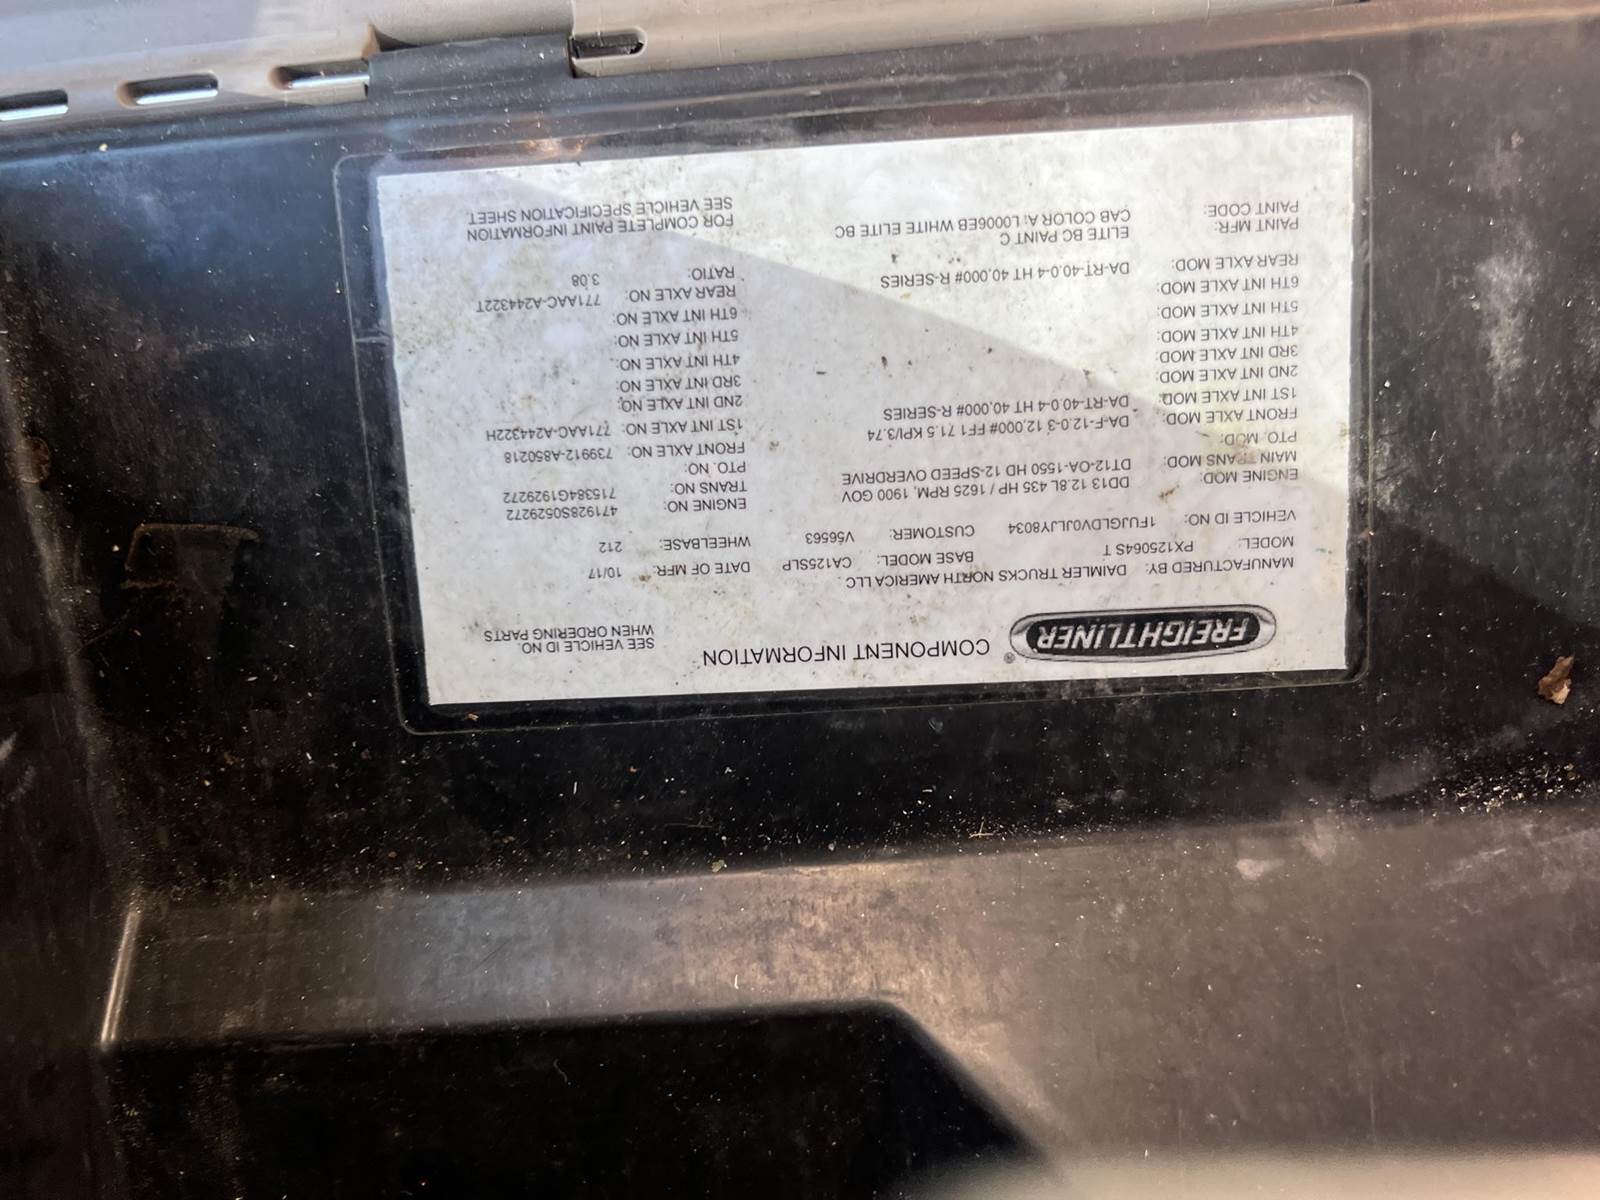 FREIGHTLINER® COMPONENT INFORMATION
SEE VEHICLE ID NO.
WHEN ORDERING PARTS
MANUFACTURED BY: DAIMLER TRUCKS NORTH AMERICA LLC. DATE OF MFR: 10/17
MODEL: PX125064S T BASE MODEL: CA125SLP WHEELBASE: 212
VEHICLE ID NO: 1FUJGLDV0JLJY8034 CUSTOMER: V56563
ENGINE MOD: DD13 12.8L 435 HP / 1625 RPM, 1900 GOV ENGINE NO: 471928S0529272
MAIN TRANS MOD: DT12-OA-1550 HD 12-SPEED OVERDRIVE TRANS NO: 715384G1929272
PTO. MOD: PTO. NO:
FRONT AXLE MOD: DA-F-12.0-3 12,000# FF1 71.5 KPI/3.74 FRONT AXLE NO: 739912-A850218
1ST INT AXLE MOD: DA-RT-40.0-4 HT 40,000# R-SERIES 1ST INT AXLE NO: 771AAC-A244322H
2ND INT AXLE MOD: 2ND INT AXLE NO:
3RD INT AXLE MOD: 3RD INT AXLE NO:
4TH INT AXLE MOD: 4TH INT AXLE NO:
5TH INT AXLE MOD: 5TH INT AXLE NO:
6TH INT AXLE MOD: 6TH INT AXLE NO:
REAR AXLE MOD: DA-RT-40.0-4 HT 40,000# R-SERIES REAR AXLE NO: 771AAC-A244322T
RATIO: 3.08
PAINT MFR: ELITE BC PAINT C FOR COMPLETE PAINT INFORMATION
PAINT CODE: CAB COLOR A: L0006EB WHITE ELITE BC SEE VEHICLE SPECIFICATION SHEET